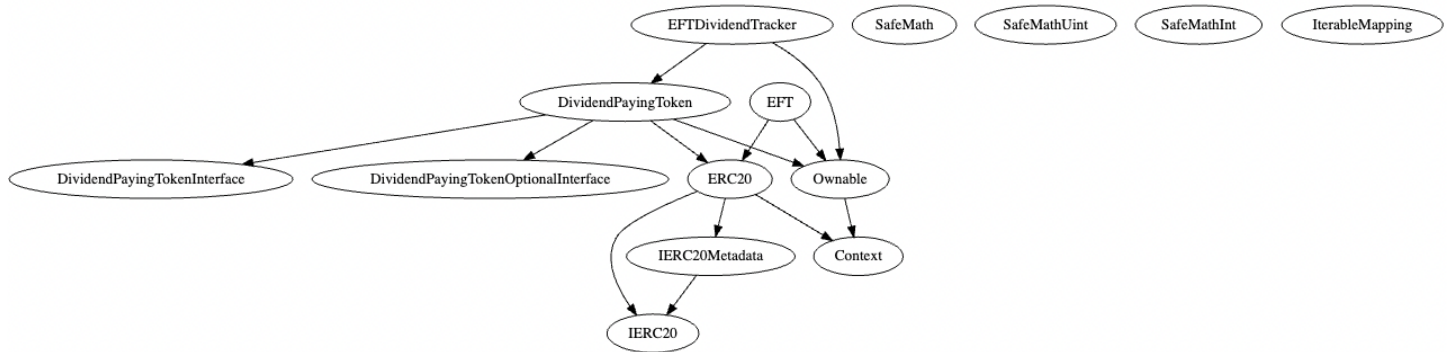 EFTDividendTracker
SafeMath
SafeMathUint
SafeMathInt
IterableMapping
DividendPayingToken
EFT
DividendPayingTokenInterface
DividendPayingTokenOptionalInterface
ERC20
Ownable
IERC20Metadata
Context
IERC20